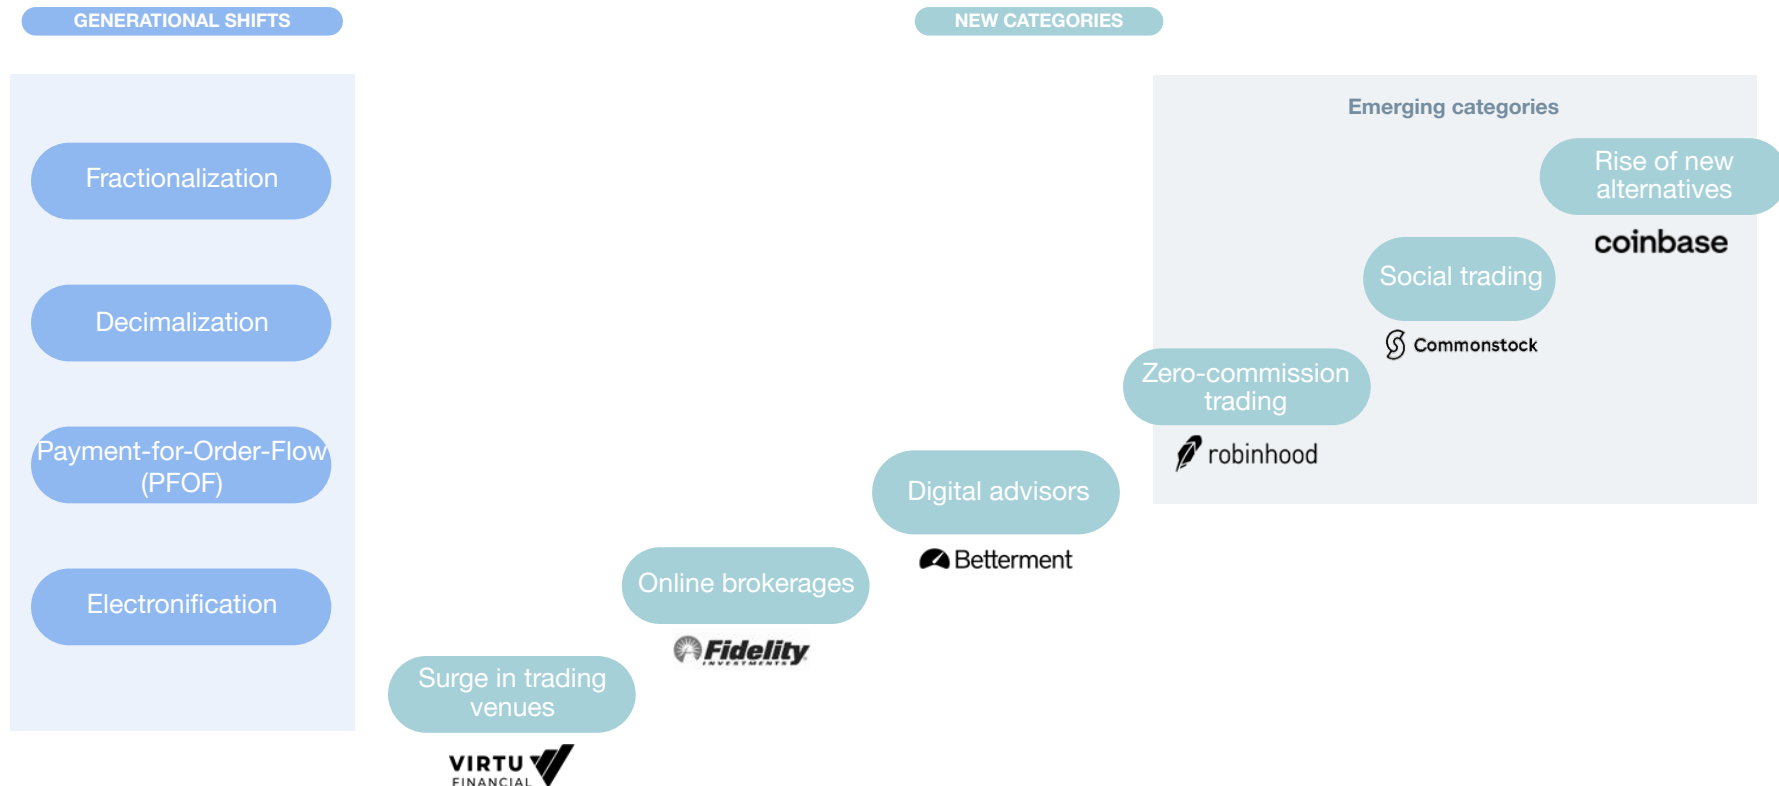 GENERATIONAL SHIFTS
NEW CATEGORIES
Fractionalization
Decimalization
Payment-for-Order-Flow
(PFOF)
Electronification
Emerging categories
Rise of new
alternatives
coinbase
Social trading
Commonstock
Zero-commission
trading
robinhood
Digital advisors
Betterment
Online brokerages
Fidelity
INVESTMENTS
Surge in trading
venues
VIRTU
FINANCIAL